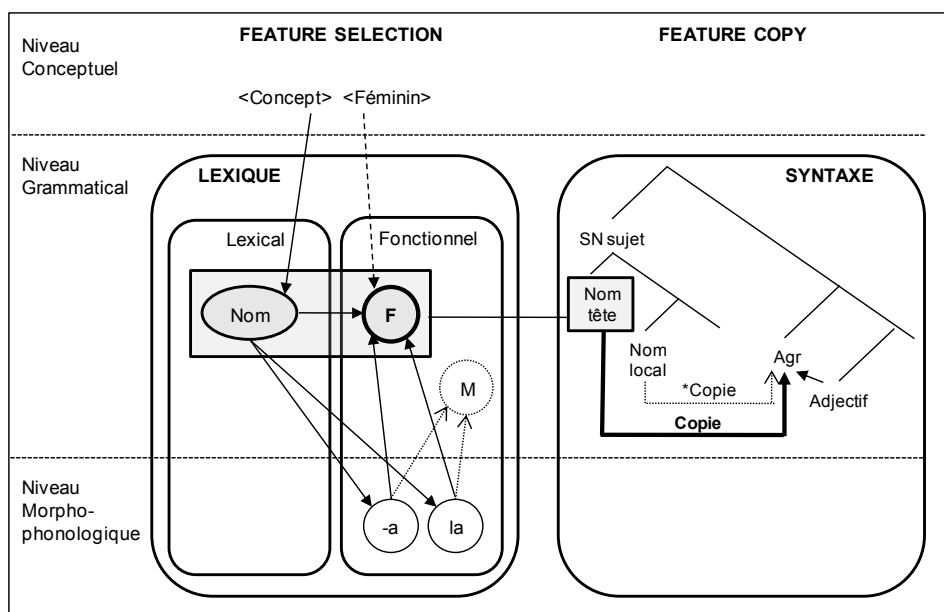 Niveau
Conceptuel
FEATURE SELECTION
FEATURE COPY
<Concept> <Féminin>
Niveau
Grammatical
LEXIQUE
SYNTAXE
Lexical
Fonctionnel
SN sujet
Nom
F
Nom
tête
Nom
local
Agr
M
*Copie
Adjectif
Copie
Niveau
Morpho-
phonologique
-a
la